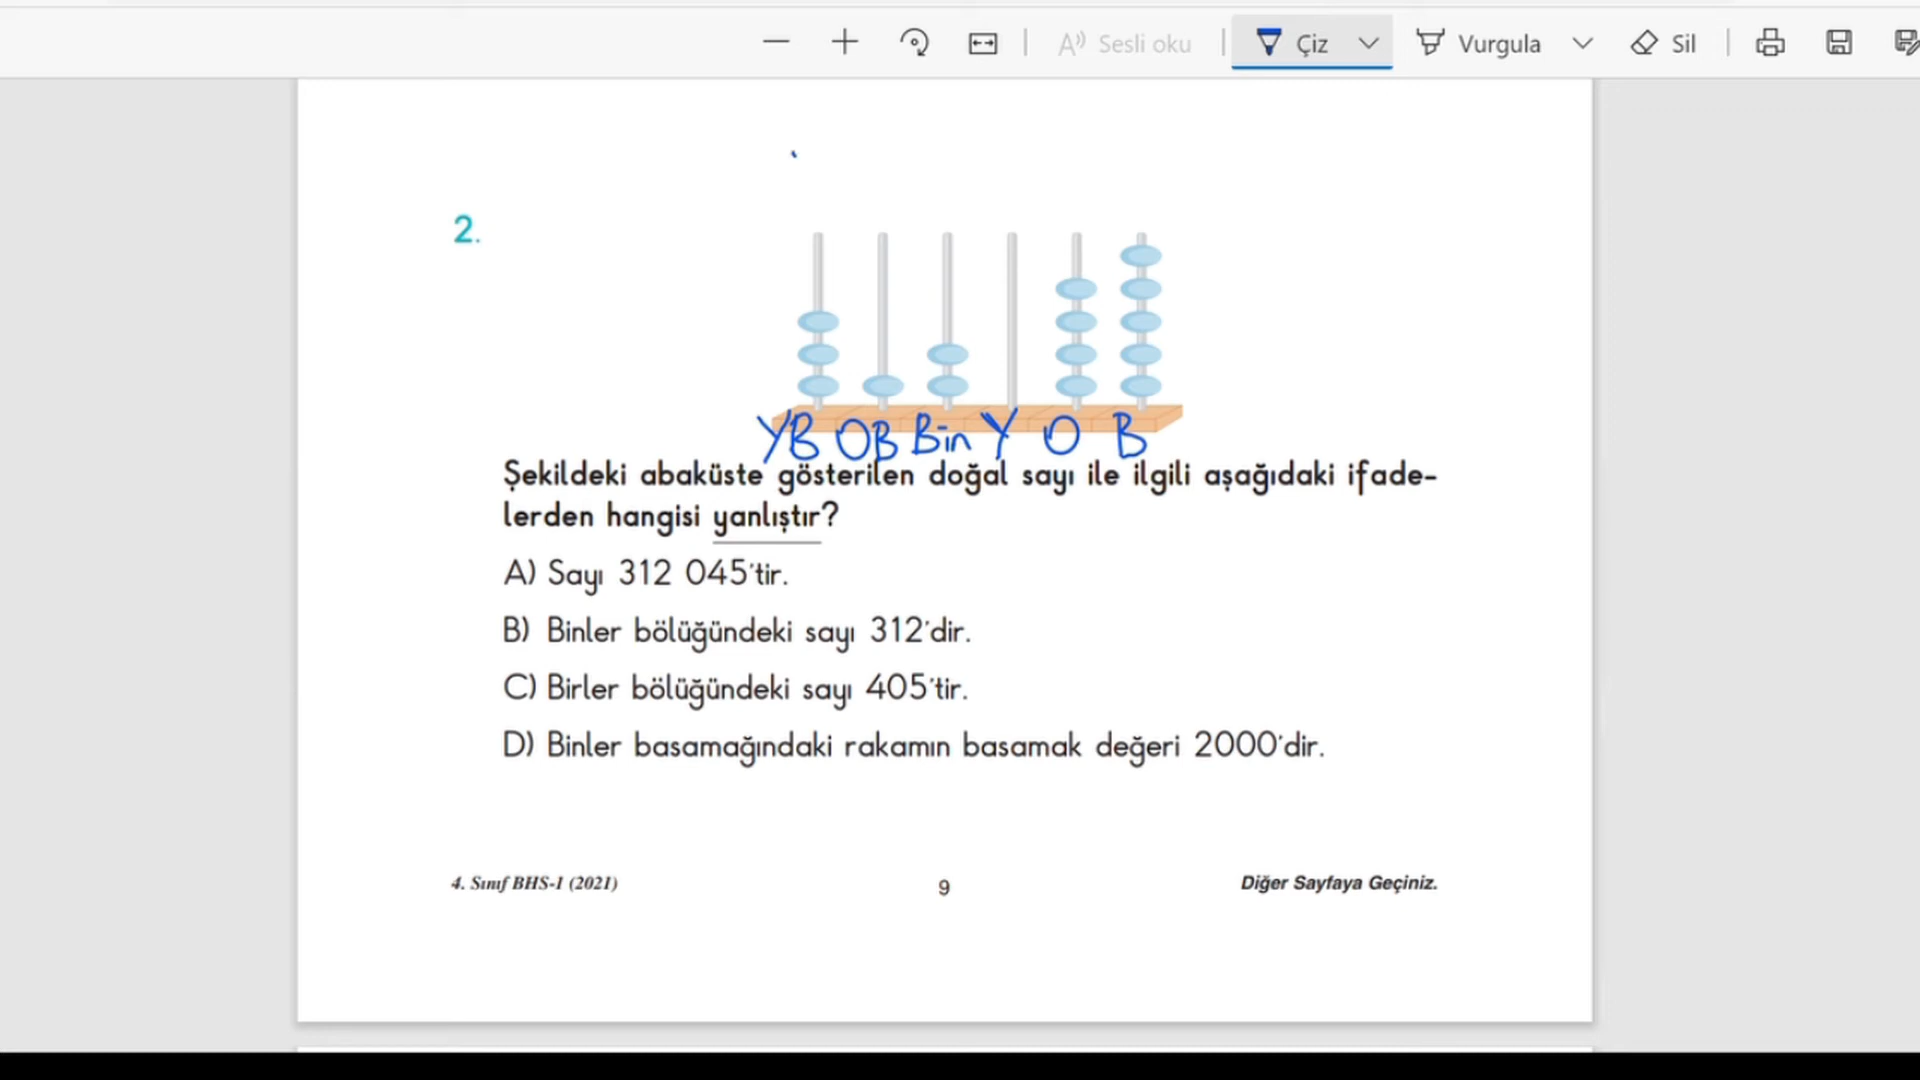 Sesli oku Çiz Vurgula Sil
2.
YB OB Bin Y O B
Şekildeki abaküste gösterilen doğal sayı ile ilgili aşağıdaki ifade-
lerden hangisi yanlıştır?
A) Sayı 312 045'tir.
B) Binler bölüğündeki sayı 312'dir.
C) Birler bölüğündeki sayı 405'tir.
D) Binler basamağındaki rakamın basamak değeri 2000'dir.
4. Sınıf BHS-1 (2021) 9 Diğer Sayfaya Geçiniz.